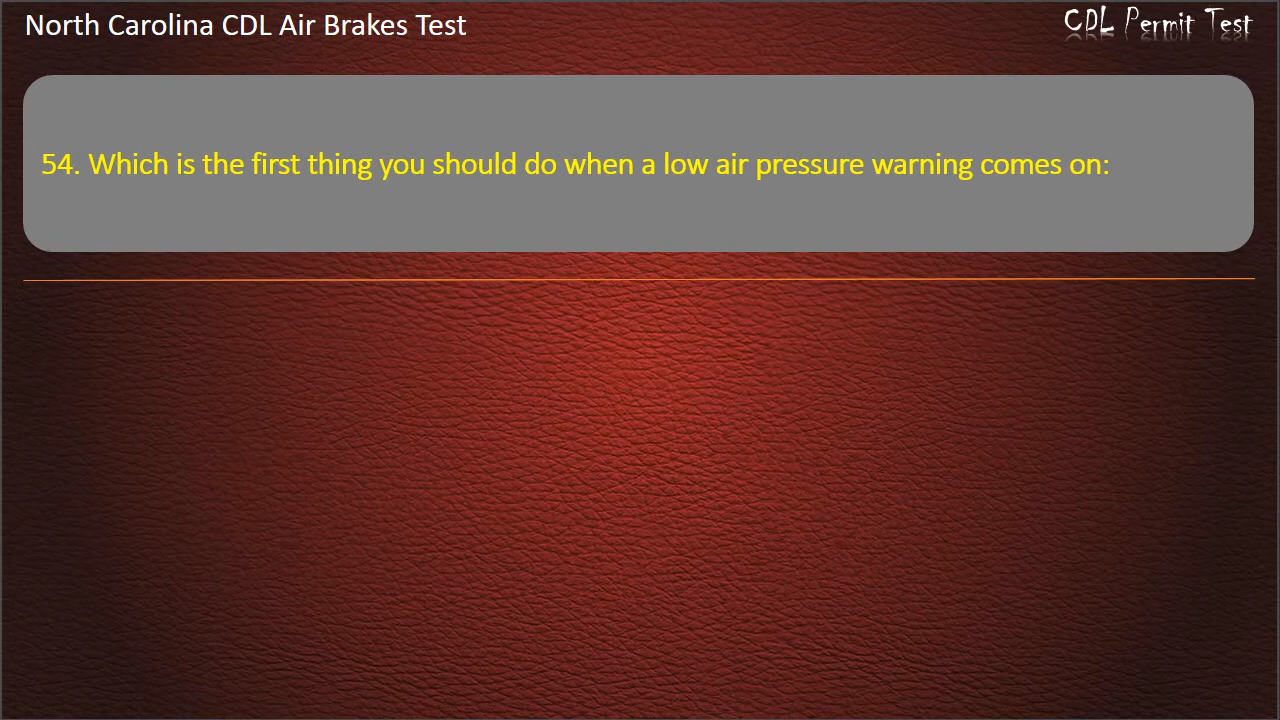 North Carolina CDL Air Brakes Test
CDL Permit Test
54. Which is the first thing you should do when a low air pressure warning comes on: